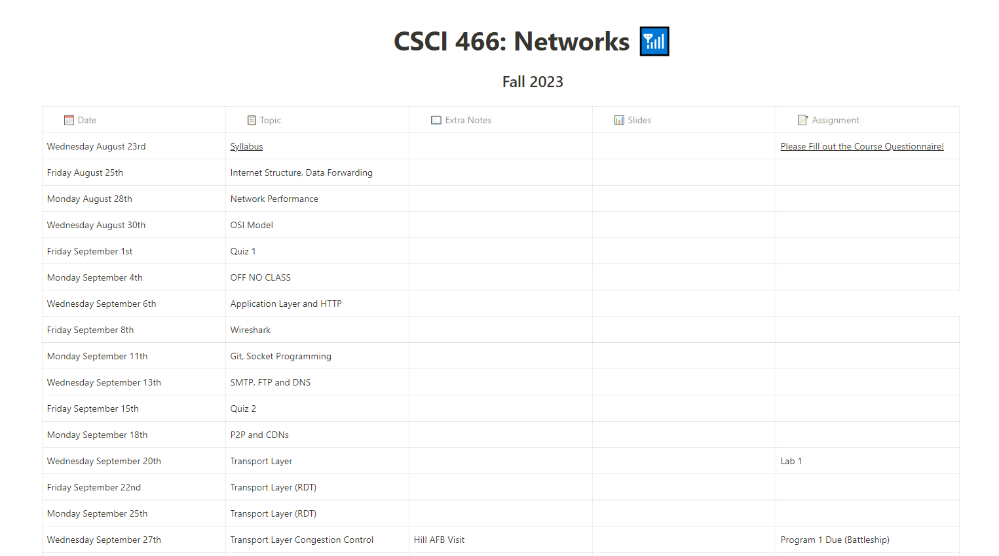 CSCI 466: Networks
Fall 2023
Date Topic Extra Notes Slides Assignment
Wednesday August 23rd Syllabus Please Fill out the Course Questionnaire!
Friday August 25th Internet Structure, Data Forwarding
Monday August 28th Network Performance
Wednesday August 30th OSI Model
Friday September 1st Quiz 1
Monday September 4th OFF NO CLASS
Wednesday September 6th Application Layer and HTTP
Friday September 8th Wireshark
Monday September 11th Git, Socket Programming
Wednesday September 13th SMTP, FTP and DNS
Friday September 15th Quiz 2
Monday September 18th P2P and CDNs
Wednesday September 20th Transport Layer Lab 1
Friday September 22nd Transport Layer (RDT)
Monday September 25th Transport Layer (RDT)
Wednesday September 27th Transport Layer Congestion Control Hill AFB Visit Program 1 Due (Battleship)